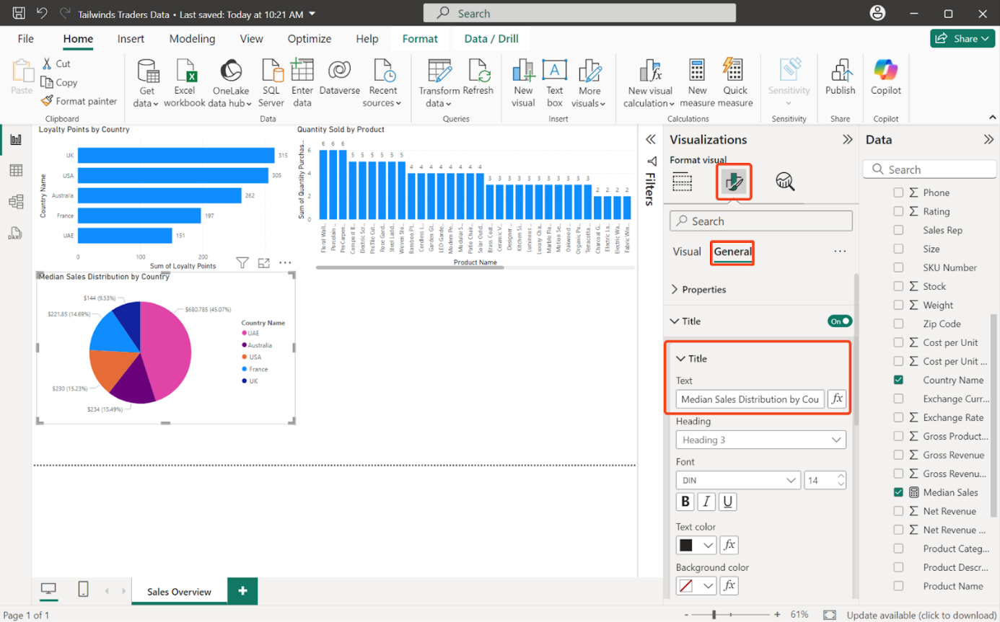 Tailwinds Traders Data • Last saved: Today at 10:21 AM
Search
File Home Insert Modeling View Optimize Help Format Data / Drill Share
Paste
Cut
Copy
Format painter
Clipboard
Get data
Excel workbook
OneLake data hub
SQL Server
Enter data
Dataverse
Recent sources
Data
Transform data
Refresh
Queries
New visual
Text box
More visuals
Insert
New visual calculation
New measure
Quick measure
Calculations
Sensitivity
Sensitivity
Publish
Share
Copilot
Copilot
Loyalty Points by Country
Country Name
UK 315
USA 305
Australia 262
France 197
UAE 151
0 100 200
Sum of Loyalty Points
Quantity Sold by Product
Sum of Quantity Purchas...
6 4 2 0
6 6 6 5 5 5 5 5 5 4 4 4 4 4 4 4 4 3 3 3 3 3 3 3 3 3 3 3 2 2 2 2
Floral Wall...
Porcelain ...
ProCarpen...
Compost B...
Electric Scr...
ProTile Cut...
Rose Gard...
Steel Ladd...
Woven Sto...
Bamboo Pl...
Cordless L...
Garden Gl...
LED Garde...
Modern Pe...
Modular S...
Patio Chair...
Solar Outd...
Brass Coat...
Ceramic V...
Designer ...
Electric Sa...
Kitchen Si...
Luminous ...
Luxury Cha...
Marble Flo...
Motion Se...
Oakwood ...
Organic Po...
Terracotta ...
Charcoal G...
Electric La...
Electric Wa...
Fabric Win...
Product Name
Median Sales Distribution by Country
$144 (9.53%)
$221.85 (14.69%)
$680.785 (45.07%)
$230 (15.23%)
$234 (15.49%)
Country Name
UAE
Australia
USA
France
UK
Filters
Visualizations
Format visual
Search
Visual General
Properties
Title On
Title
Text
Median Sales Distribution by Cou
fx
Heading
Heading 3
Font
DIN 14
B I U
Text color
fx
Background color
fx
Data
Search
Phone
Rating
Sales Rep
Size
SKU Number
Stock
Weight
Zip Code
Cost per Unit
Cost per Unit ...
Country Name
Exchange Curr...
Exchange Rate
Gross Product...
Gross Revenue
Gross Revenu...
Median Sales
Net Revenue
Net Revenue ...
Product Categ...
Product Descr...
Product Name
Sales Overview
Page 1 of 1
- + 61%
Update available (click to download)